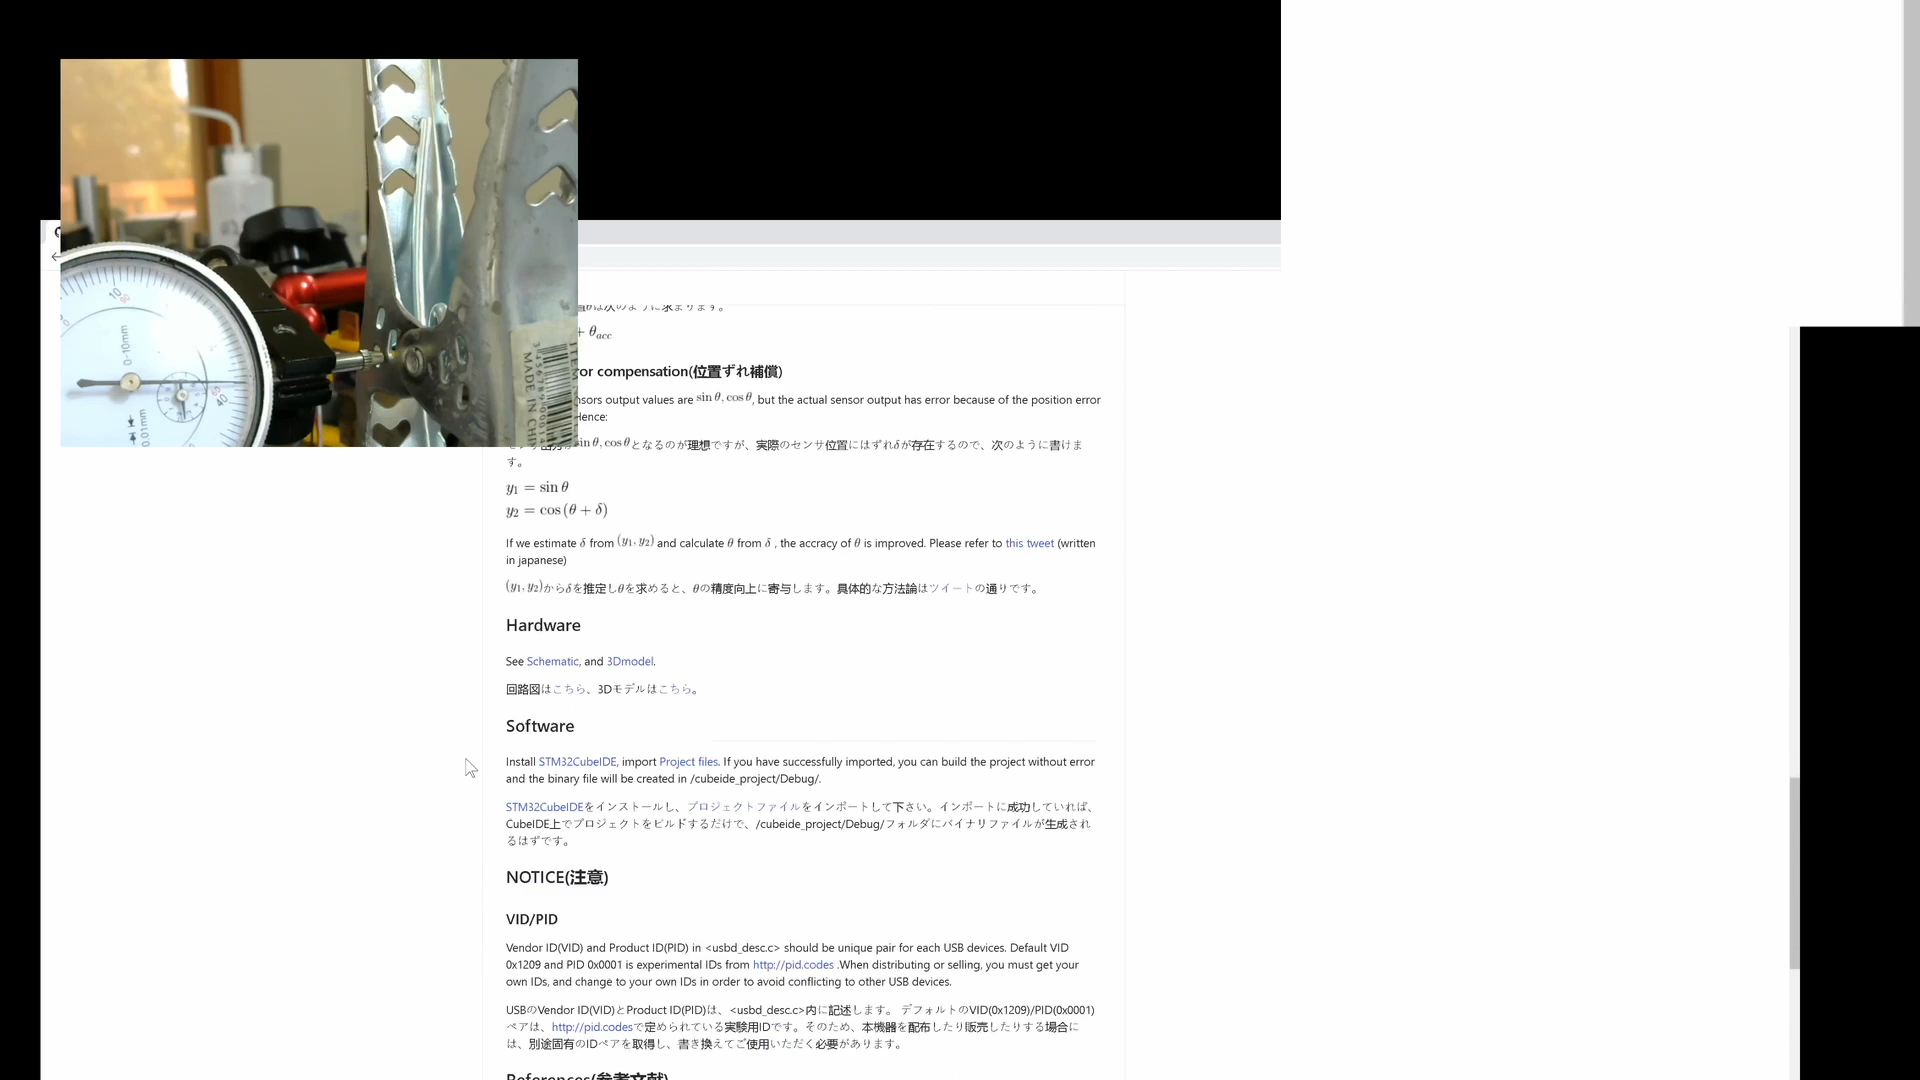 10
90
0-10mm
40
60
0.01mm
MADE IN CHI
置θは次のように求まります。
+ θacc
or compensation(位置ずれ補償)
nsors output values are sin θ, cos θ, but the actual sensor output has error because of the position error
Hence:
sin θ, cos θとなるのが理想ですが、実際のセンサ位置にはずれδが存在するので、次のように書けま
す。
y1 = sin θ
y2 = cos (θ + δ)
If we estimate δ from (y1, y2) and calculate θ from δ , the accracy of θ is improved. Please refer to this tweet (written
in japanese)
(y1, y2)からδを推定しθを求めると、θの精度向上に寄与します。具体的な方法論はツイートの通りです。
Hardware
See Schematic, and 3Dmodel.
回路図はこちら、3Dモデルはこちら。
Software
Install STM32CubeIDE, import Project files. If you have successfully imported, you can build the project without error
and the binary file will be created in /cubeide_project/Debug/.
STM32CubeIDEをインストールし、プロジェクトファイルをインポートして下さい。インポートに成功していれば、
CubeIDE上でプロジェクトをビルドするだけで、/cubeide_project/Debug/フォルダにバイナリファイルが生成され
るはずです。
NOTICE(注意)
VID/PID
Vendor ID(VID) and Product ID(PID) in <usbd_desc.c> should be unique pair for each USB devices. Default VID
0x1209 and PID 0x0001 is experimental IDs from http://pid.codes .When distributing or selling, you must get your
own IDs, and change to your own IDs in order to avoid conflicting to other USB devices.
USBのVendor ID(VID)とProduct ID(PID)は、<usbd_desc.c>内に記述します。 デフォルトのVID(0x1209)/PID(0x0001)
ペアは、http://pid.codesで定められている実験用IDです。そのため、本機器を配布したり販売したりする場合に
は、別途固有のIDペアを取得し、書き換えてご使用いただく必要があります。
References(参考文献)